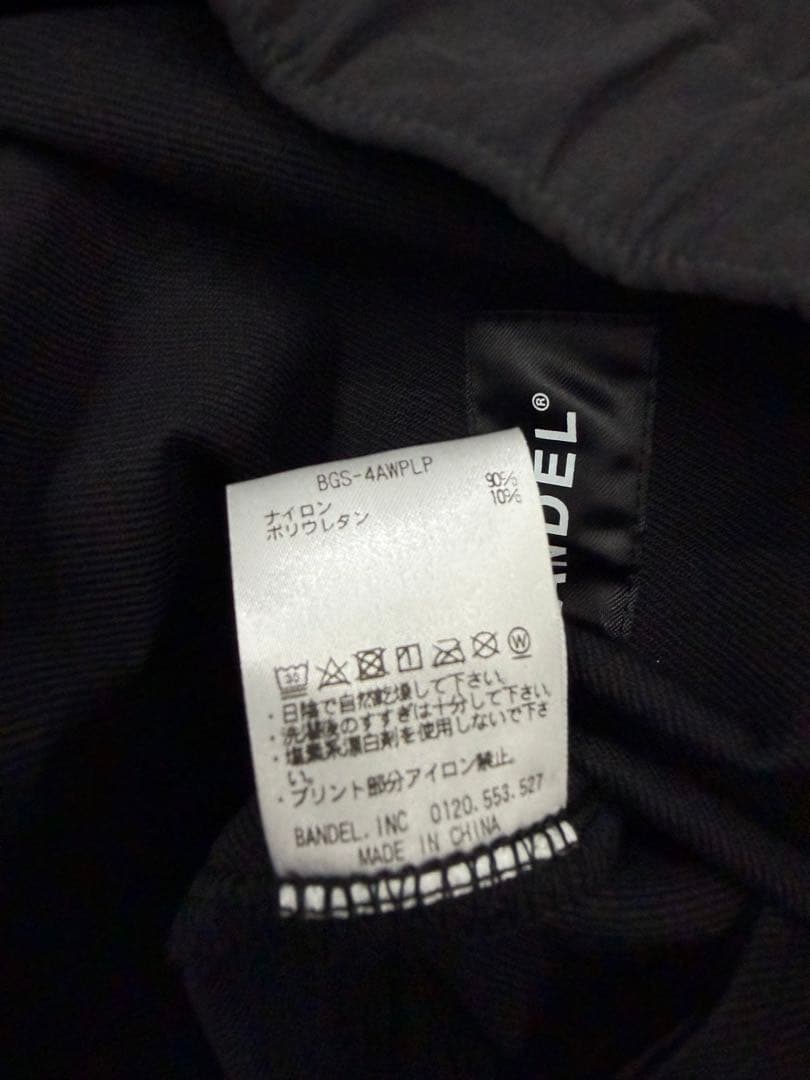 BANDEL®
BGS-4AWPLP
ナイロン 90%
ポリウレタン 10%
30
W
・日陰で自然乾燥して下さい。
・洗濯後のすすぎは十分して下さい。
・塩素系漂白剤を使用しないで下さ
い。
・プリント部分アイロン禁止。
BANDEL.INC 0120.553.527
MADE IN CHINA